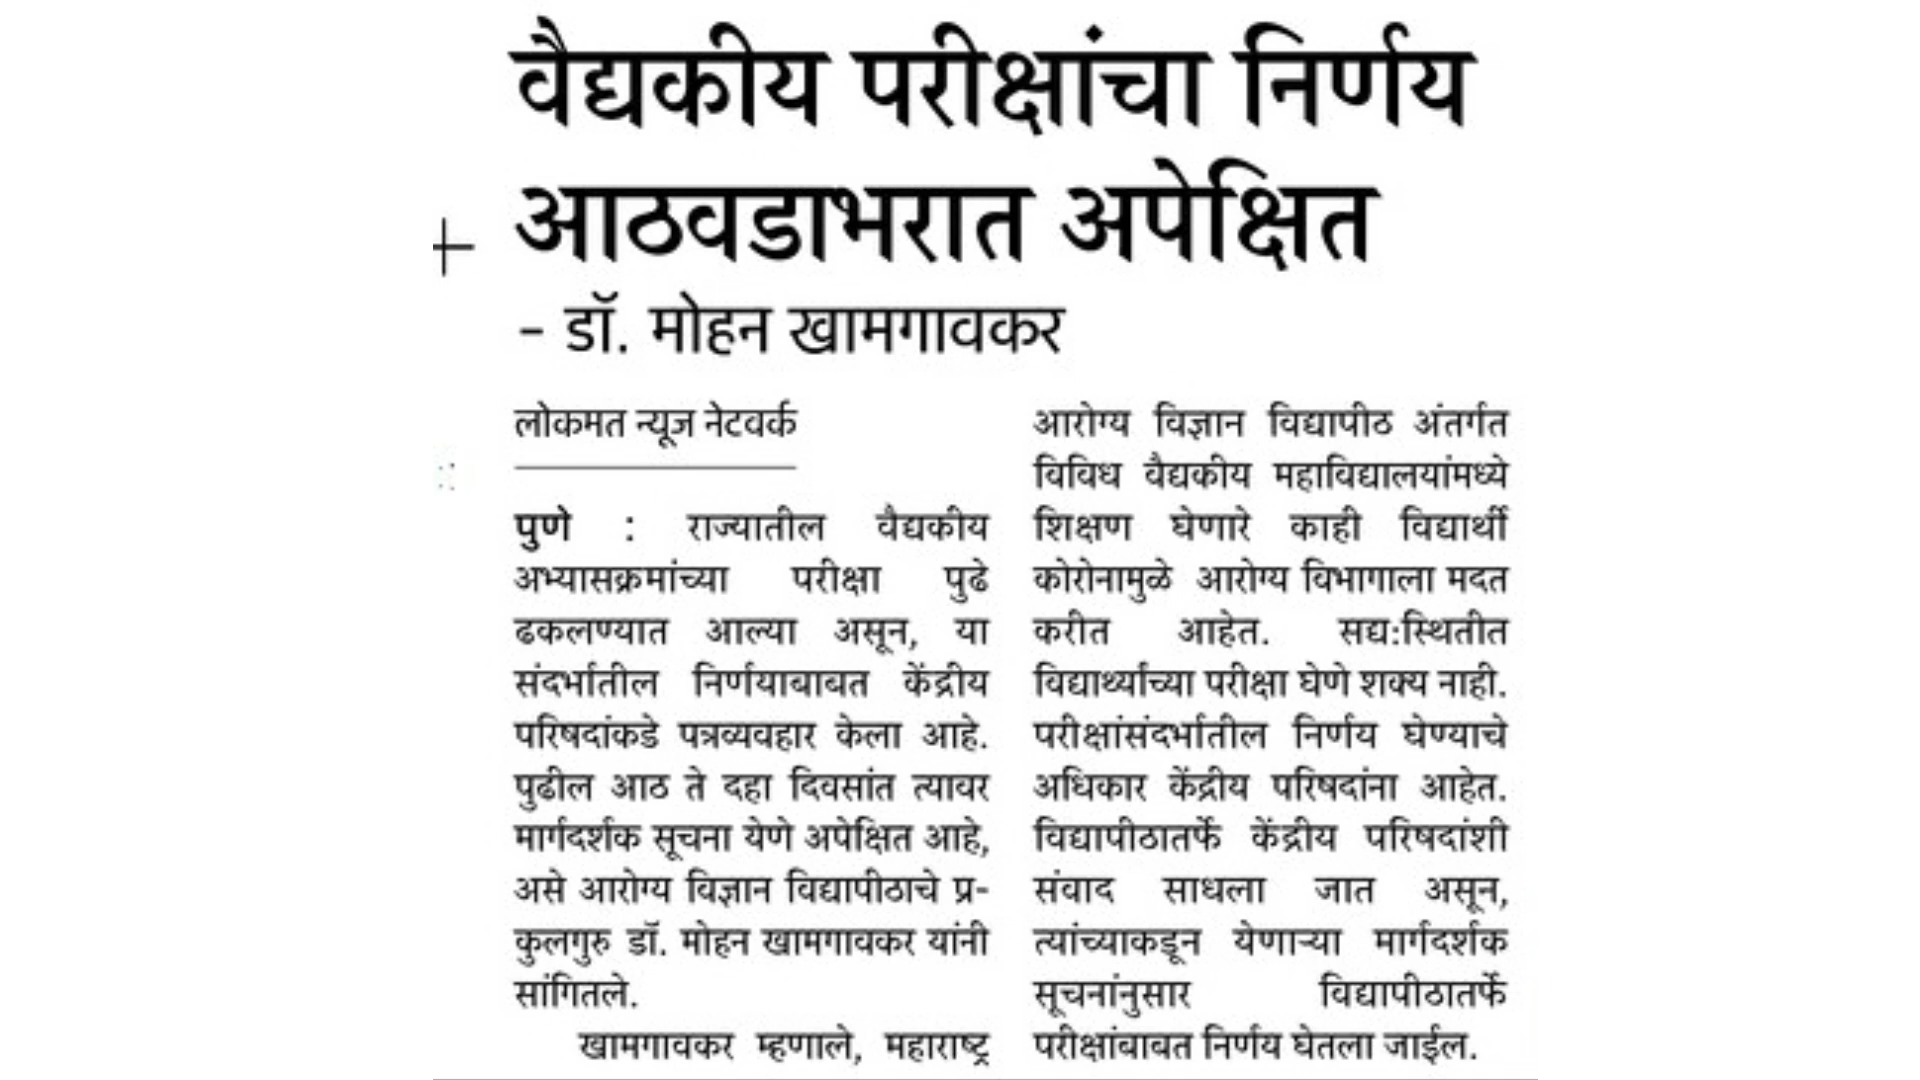 वैद्यकीय परीक्षांचा निर्णय
आठवडाभरात अपेक्षित
- डॉ. मोहन खामगावकर
लोकमत न्यूज नेटवर्क
पुणे : राज्यातील वैद्यकीय
अभ्यासक्रमांच्या परीक्षा पुढे
ढकलण्यात आल्या असून, या
संदर्भातील निर्णयाबाबत केंद्रीय
परिषदांकडे पत्रव्यवहार केला आहे.
पुढील आठ ते दहा दिवसांत त्यावर
मार्गदर्शक सूचना येणे अपेक्षित आहे,
असे आरोग्य विज्ञान विद्यापीठाचे प्र-
कुलगुरु डॉ. मोहन खामगावकर यांनी
सांगितले.
खामगावकर म्हणाले, महाराष्ट्र
आरोग्य विज्ञान विद्यापीठ अंतर्गत
विविध वैद्यकीय महाविद्यालयांमध्ये
शिक्षण घेणारे काही विद्यार्थी
कोरोनामुळे आरोग्य विभागाला मदत
करीत आहेत. सद्य:स्थितीत
विद्यार्थ्यांच्या परीक्षा घेणे शक्य नाही.
परीक्षांसंदर्भातील निर्णय घेण्याचे
अधिकार केंद्रीय परिषदांना आहेत.
विद्यापीठातर्फे केंद्रीय परिषदांशी
संवाद साधला जात असून,
त्यांच्याकडून येणाऱ्या मार्गदर्शक
सूचनांनुसार विद्यापीठातर्फे
परीक्षांबाबत निर्णय घेतला जाईल.